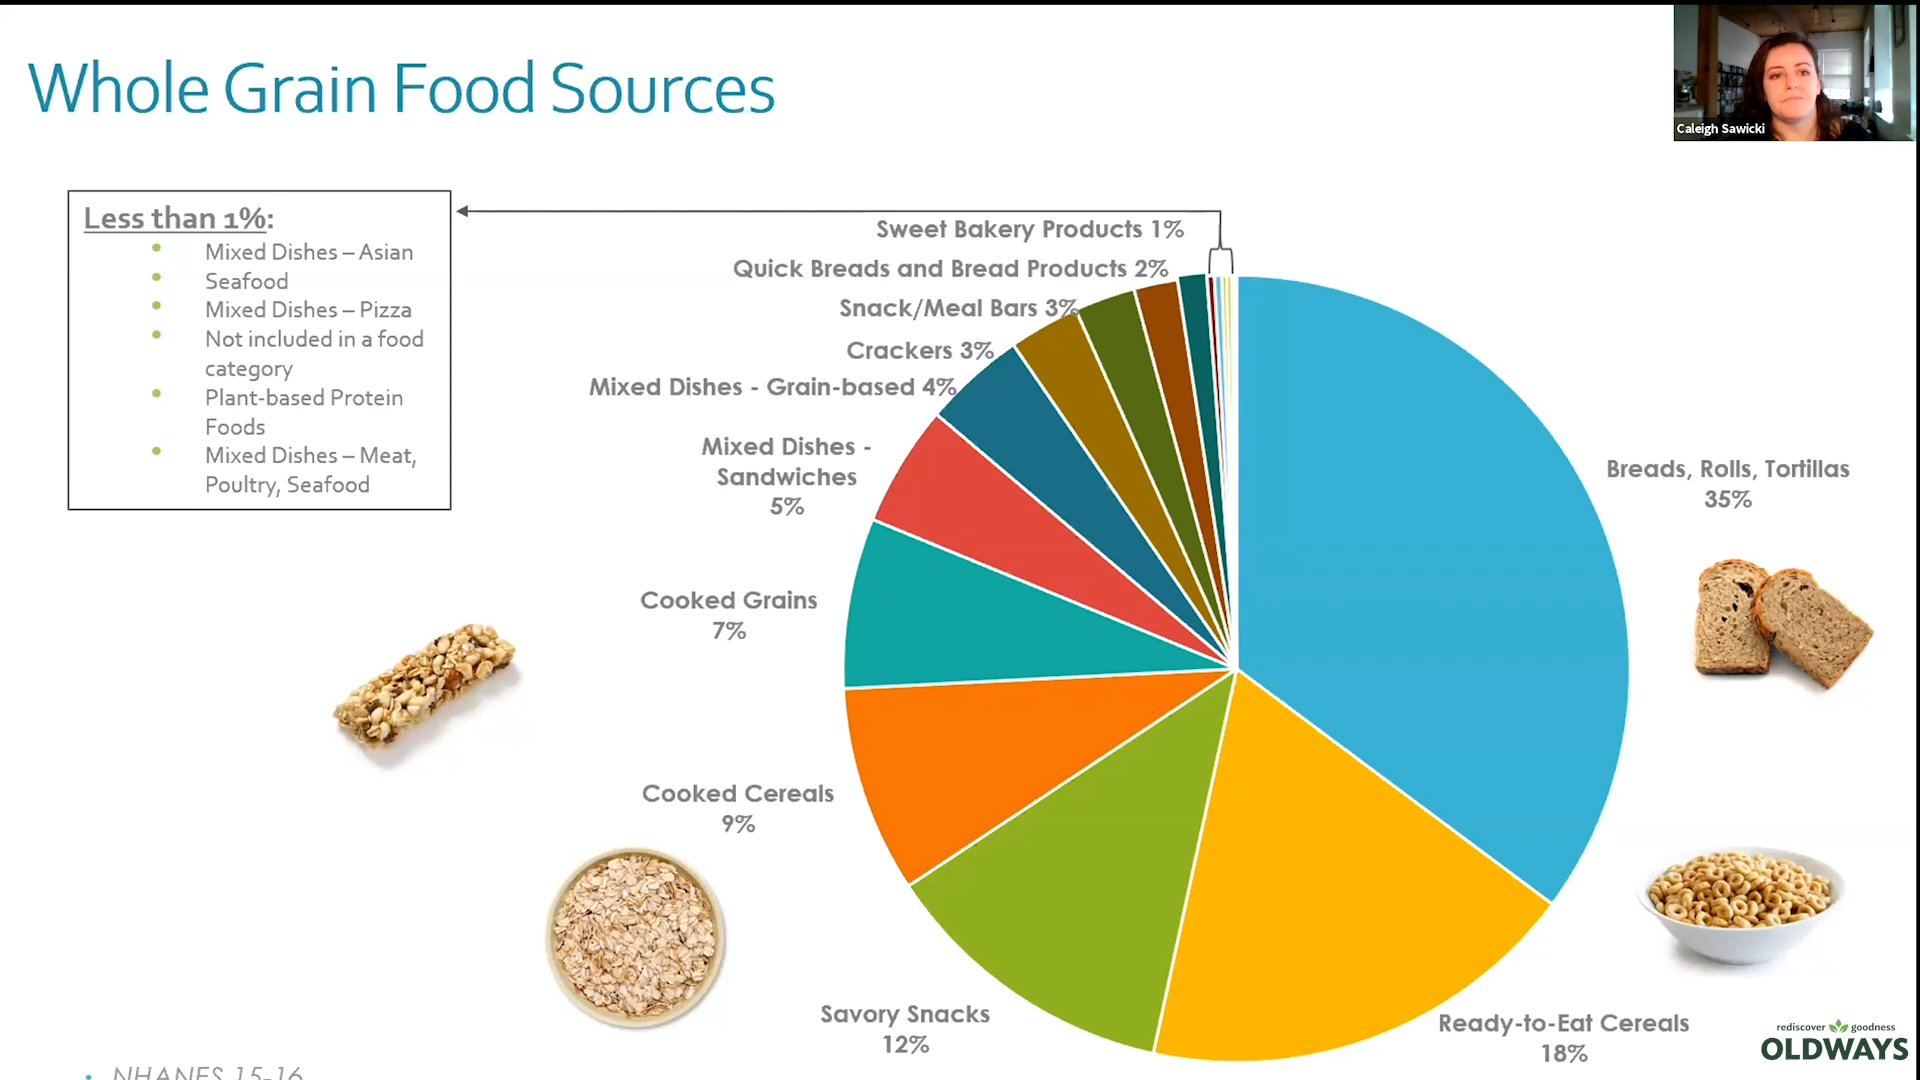 Whole Grain Food Sources
Caleigh Sawicki
Less than 1%:
• Mixed Dishes – Asian
• Seafood
• Mixed Dishes – Pizza
• Not included in a food
category
• Plant-based Protein
Foods
• Mixed Dishes – Meat,
Poultry, Seafood
Sweet Bakery Products 1%
Quick Breads and Bread Products 2%
Snack/Meal Bars 3%
Crackers 3%
Mixed Dishes - Grain-based 4%
Mixed Dishes -
Sandwiches
5%
Cooked Grains
7%
Cooked Cereals
9%
Savory Snacks
12%
Ready-to-Eat Cereals
18%
Breads, Rolls, Tortillas
35%
• NHANES 15-16
rediscover goodness
OLDWAYS